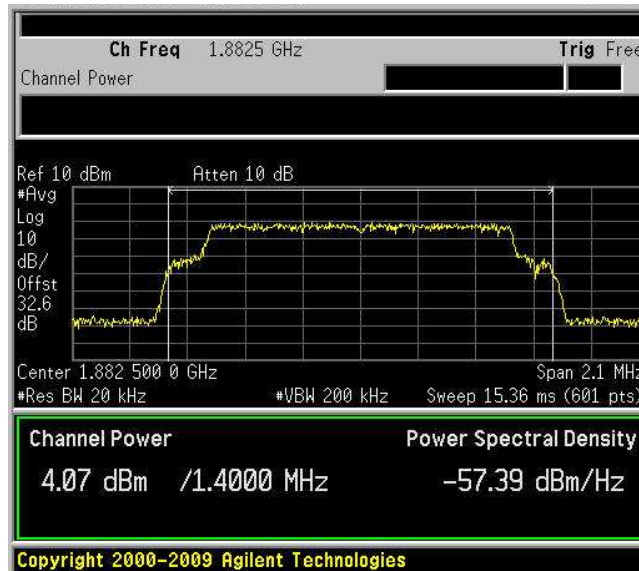 Ch Freq 1.8825 GHz Trig Free
Channel Power
Ref 10 dBm Atten 10 dB
#Avg
Log
10
dB/
Offst
32.6
dB
Center 1.882 500 0 GHz Span 2.1 MHz
#Res BW 20 kHz #VBW 200 kHz Sweep 15.36 ms (601 pts)
Channel Power Power Spectral Density
4.07 dBm /1.4000 MHz -57.39 dBm/Hz
Copyright 2000-2009 Agilent Technologies